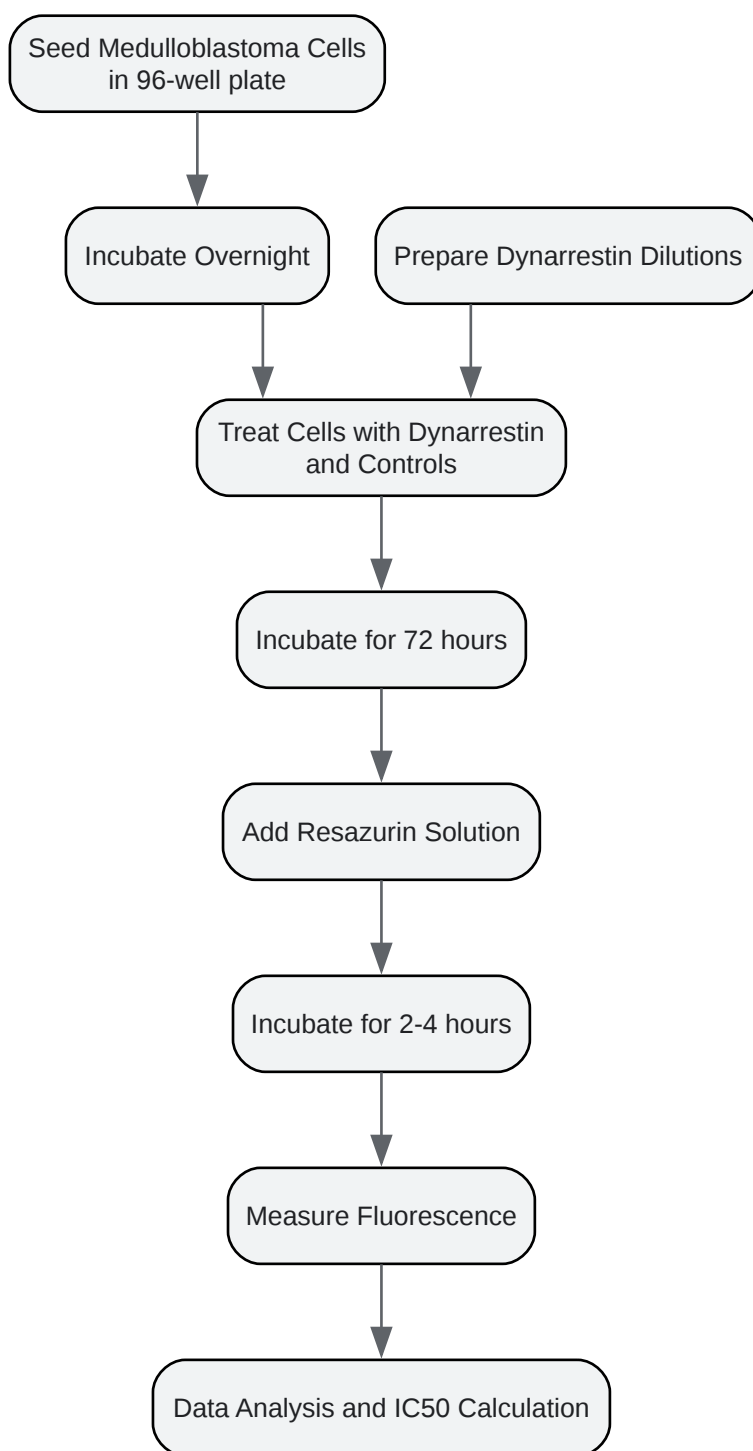 Seed Medulloblastoma Cells
in 96-well plate
Incubate Overnight
Prepare Dynarrestin Dilutions
Treat Cells with Dynarrestin
and Controls
Incubate for 72 hours
Add Resazurin Solution
Incubate for 2-4 hours
Measure Fluorescence
Data Analysis and IC50 Calculation